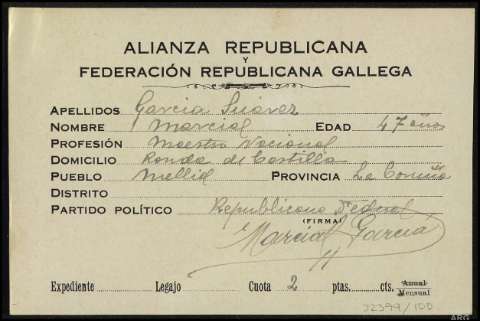 ALIANZA REPUBLICANA
Y
FEDERACIÓN REPUBLICANA GALLEGA
APELLIDOS García Suárez
NOMBRE Marcial EDAD 47 años
PROFESIÓN Maestro Nacional
DOMICILIO Ronda de Castilla
PUEBLO Mellid PROVINCIA La Coruña
DISTRITO
PARTIDO POLÍTICO Republicano Federal
(FIRMA)
Marcial García
Expediente Legajo Cuota 2 ptas. cts. Anual
Mensual
32399/100
ARG